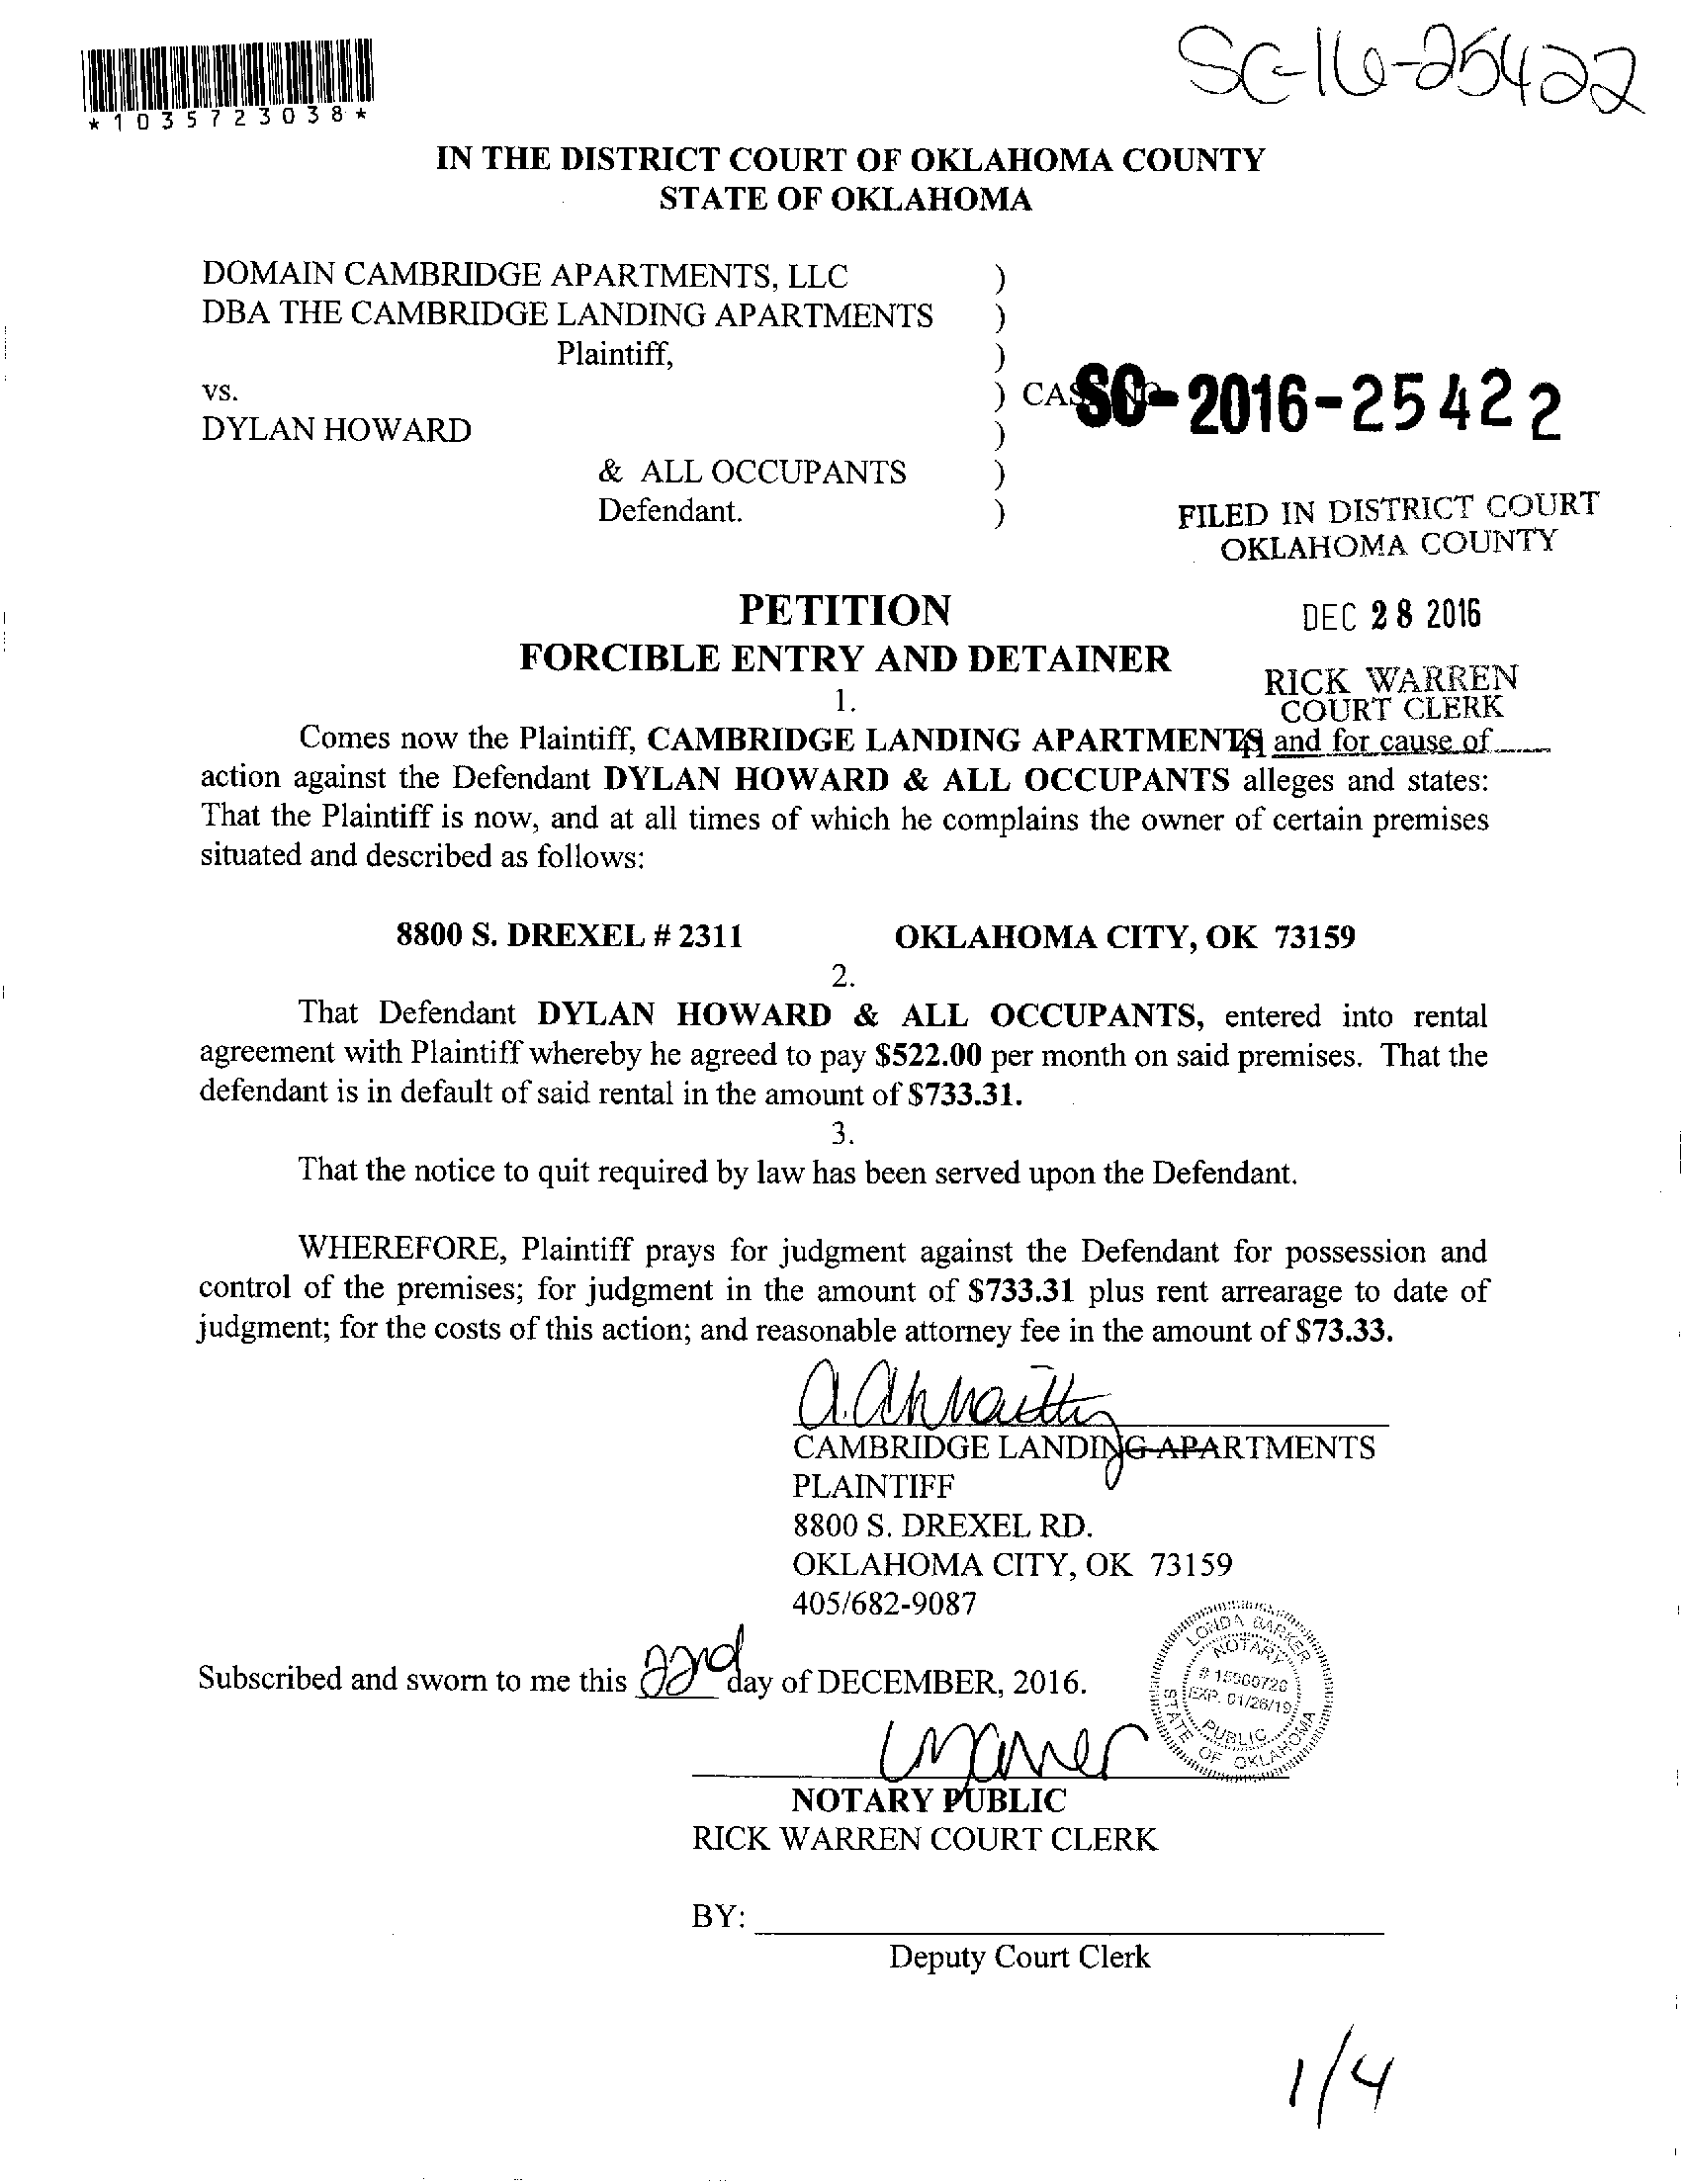 SC-16-25422
*1035723038*
IN THE DISTRICT COURT OF OKLAHOMA COUNTY
STATE OF OKLAHOMA
DOMAIN CAMBRIDGE APARTMENTS, LLC )
DBA THE CAMBRIDGE LANDING APARTMENTS )
Plaintiff, )
vs. ) CAS SC-2016-25422
DYLAN HOWARD )
& ALL OCCUPANTS )
Defendant. )
FILED IN DISTRICT COURT
OKLAHOMA COUNTY
PETITION
DEC 28 2016
FORCIBLE ENTRY AND DETAINER
RICK WARREN
COURT CLERK
1.
Comes now the Plaintiff, CAMBRIDGE LANDING APARTMENTS and for cause of
action against the Defendant DYLAN HOWARD & ALL OCCUPANTS alleges and states:
That the Plaintiff is now, and at all times of which he complains the owner of certain premises
situated and described as follows:
8800 S. DREXEL # 2311 OKLAHOMA CITY, OK 73159
2.
That Defendant DYLAN HOWARD & ALL OCCUPANTS, entered into rental
agreement with Plaintiff whereby he agreed to pay $522.00 per month on said premises. That the
defendant is in default of said rental in the amount of $733.31.
3.
That the notice to quit required by law has been served upon the Defendant.
WHEREFORE, Plaintiff prays for judgment against the Defendant for possession and
control of the premises; for judgment in the amount of $733.31 plus rent arrearage to date of
judgment; for the costs of this action; and reasonable attorney fee in the amount of $73.33.
CAMBRIDGE LANDING APARTMENTS
PLAINTIFF
8800 S. DREXEL RD.
OKLAHOMA CITY, OK 73159
405/682-9087
Subscribed and sworn to me this 22nd day of DECEMBER, 2016.
LONDA BARKER
NOTARY
EXP. 01/26/19
PUBLIC
STATE OF OKLAHOMA
NOTARY PUBLIC
RICK WARREN COURT CLERK
BY:
Deputy Court Clerk
1/4